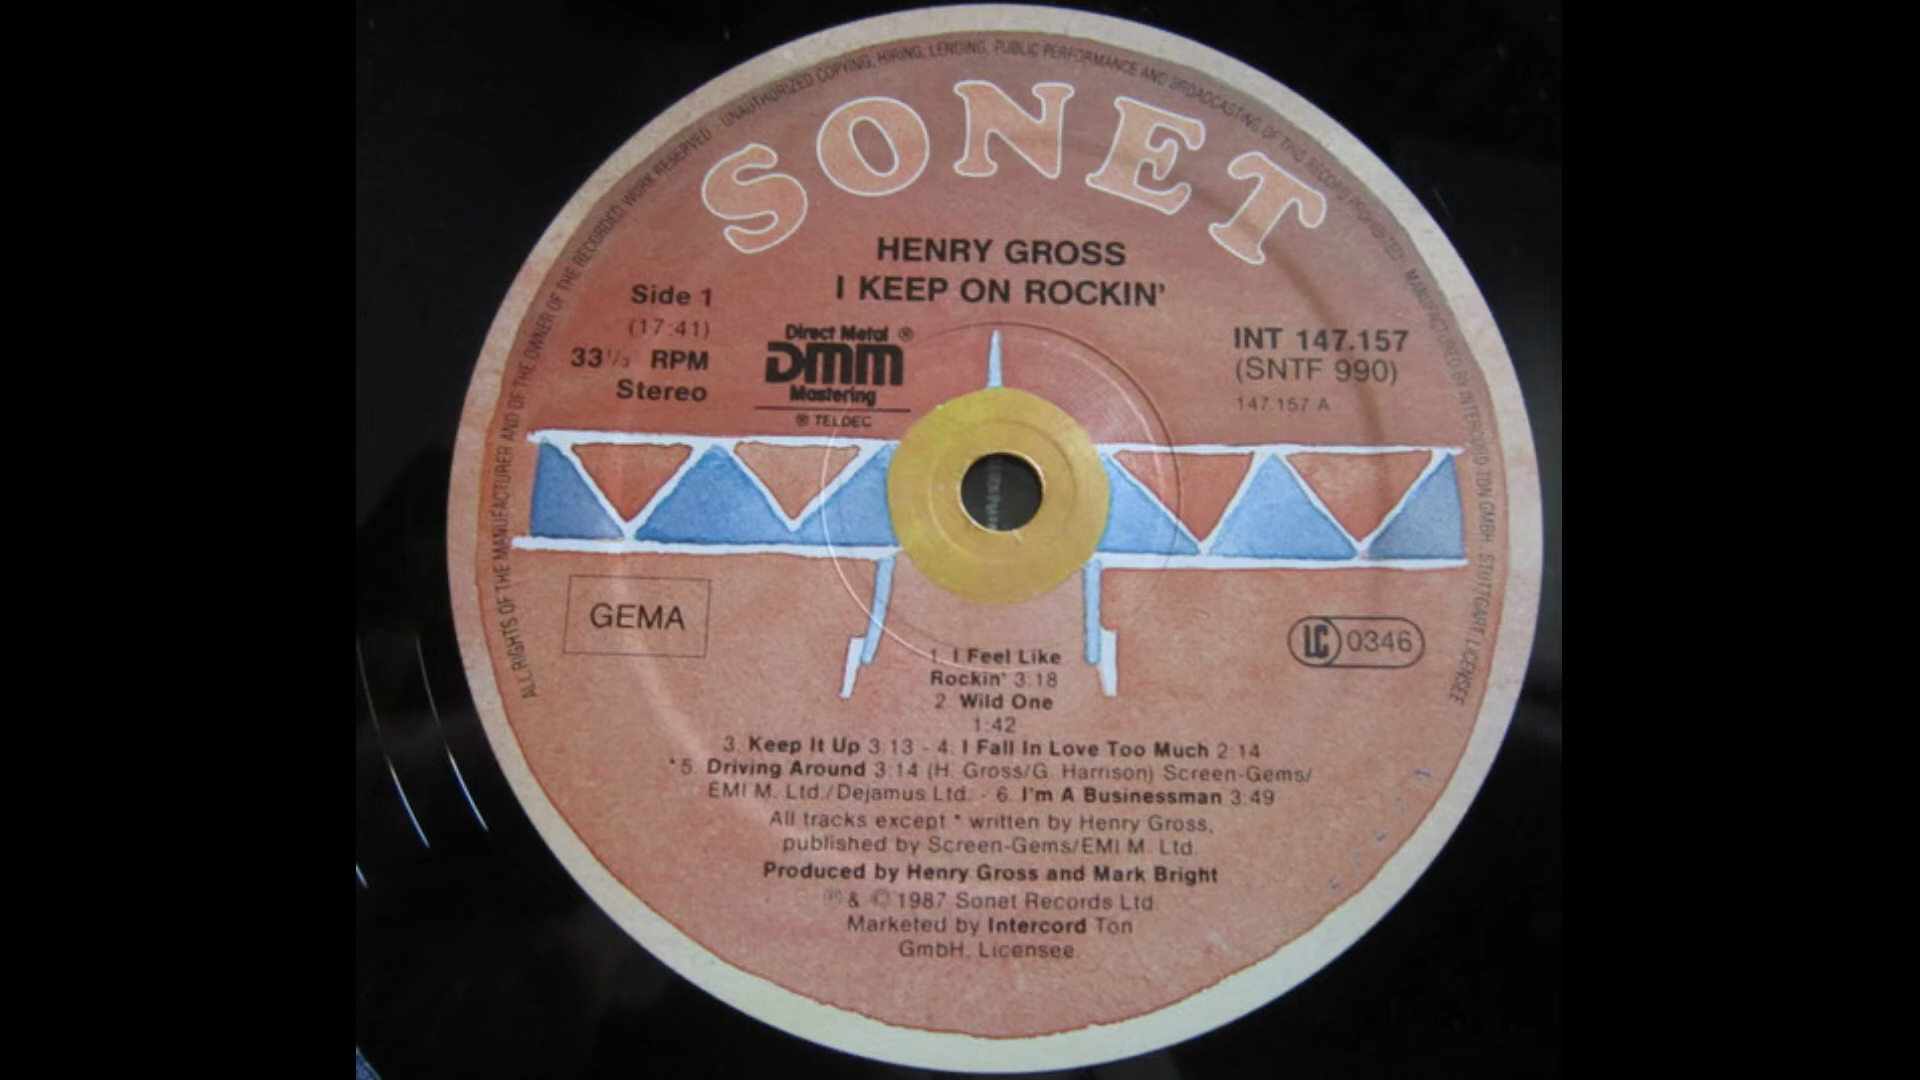 ALL RIGHTS OF THE MANUFACTURER AND OF THE OWNER OF THE RECORDED WORK RESERVED UNAUTHORIZED COPYING, HIRING, LENDING, PUBLIC PERFORMANCE AND BROADCASTING OF THIS RECORD PROHIBITED MANUFACTURED BY INTERCORD TON GMBH STUTTGART, LICENSEE
SONET
HENRY GROSS
I KEEP ON ROCKIN'
Side 1
(17:41)
33 1/3 RPM
Stereo
Direct Metal ®
DMM
Mastering
® TELDEC
INT 147.157
(SNTF 990)
147.157 A
GEMA
LC 0346
1. I Feel Like
Rockin' 3:18
2. Wild One
1:42
3. Keep It Up 3:13 - 4. I Fall In Love Too Much 2:14
*5. Driving Around 3:14 (H. Gross/G. Harrison) Screen-Gems/
EMI M. Ltd./Dejamus Ltd. - 6. I'm A Businessman 3:49
All tracks except * written by Henry Gross,
published by Screen-Gems/EMI M. Ltd.
Produced by Henry Gross and Mark Bright
℗ & © 1987 Sonet Records Ltd.
Marketed by Intercord Ton
GmbH. Licensee.